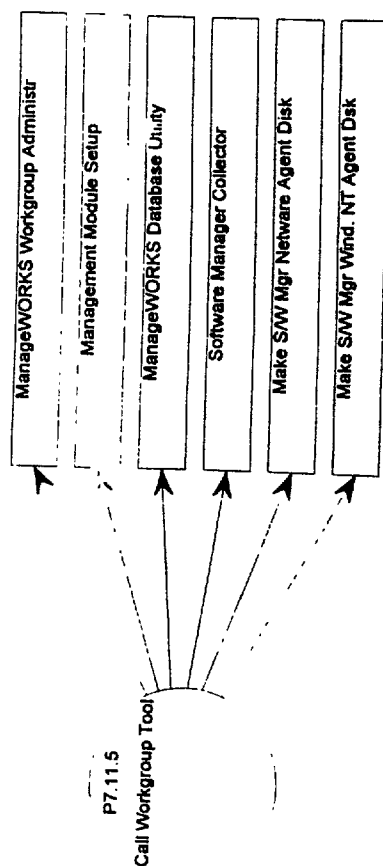 P7.11.5
Call Workgroup Tool
ManageWORKS Workgroup Administr
Management Module Setup
ManageWORKS Database Utility
Software Manager Collector
Make S/W Mgr Netware Agent Disk
Make S/W Mgr Wind. NT Agent Dsk